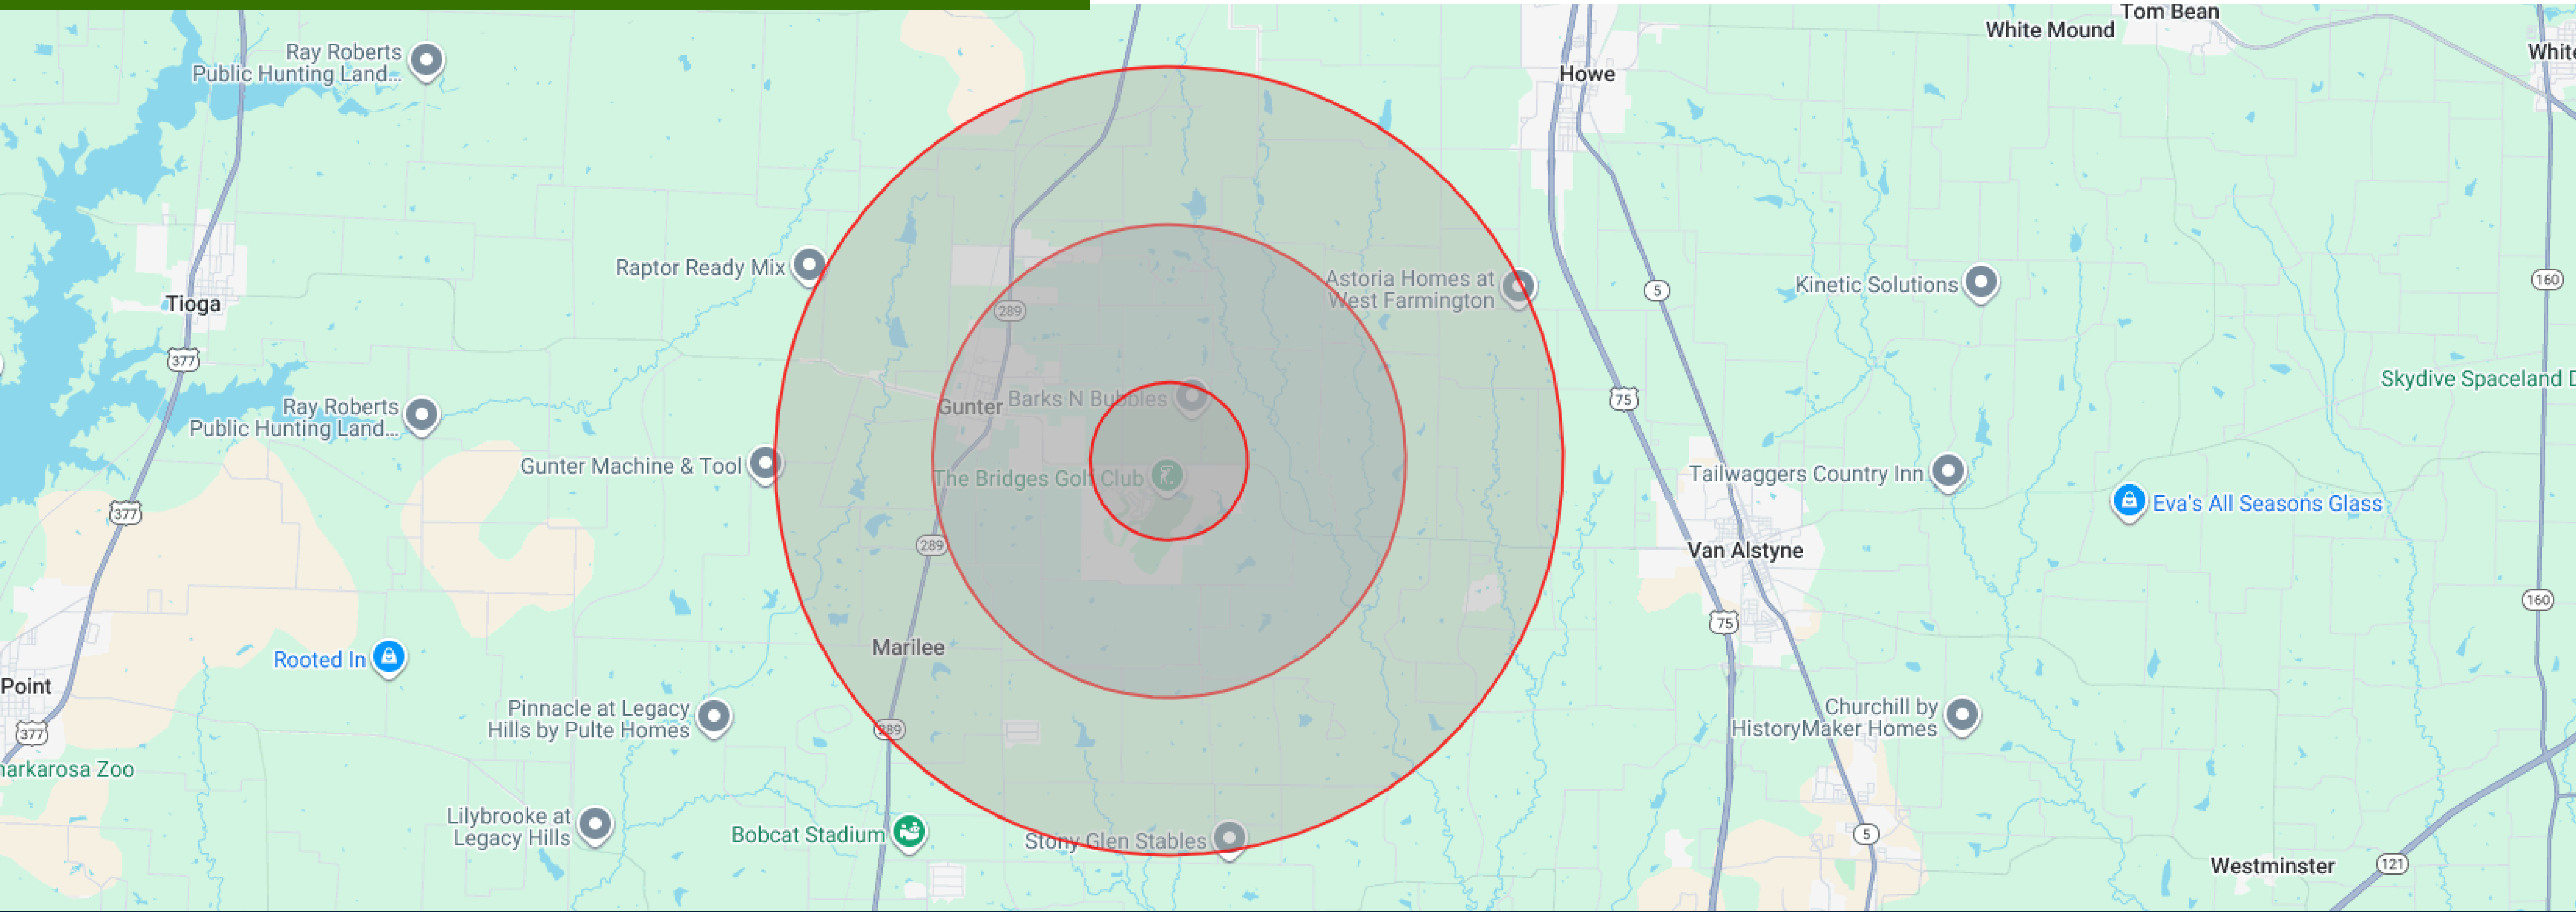 Tom Bean
White Mound
Ray Roberts
Public Hunting Land...
Howe
Raptor Ready Mix
Astoria Homes at
West Farmington
Kinetic Solutions
5
160
Tioga
289
377
75
Skydive Spaceland
Ray Roberts
Public Hunting Land...
Gunter
Barks N Bubbles
Gunter Machine & Tool
The Bridges Golf Club
Tailwaggers Country Inn
Eva's All Seasons Glass
377
289
Van Alstyne
160
75
Marilee
Rooted In
Point
Pinnacle at Legacy
Hills by Pulte Homes
289
Churchill by
HistoryMaker Homes
377
arkarosa Zoo
Lilybrooke at
Legacy Hills
Bobcat Stadium
Stony Glen Stables
5
Westminster
121